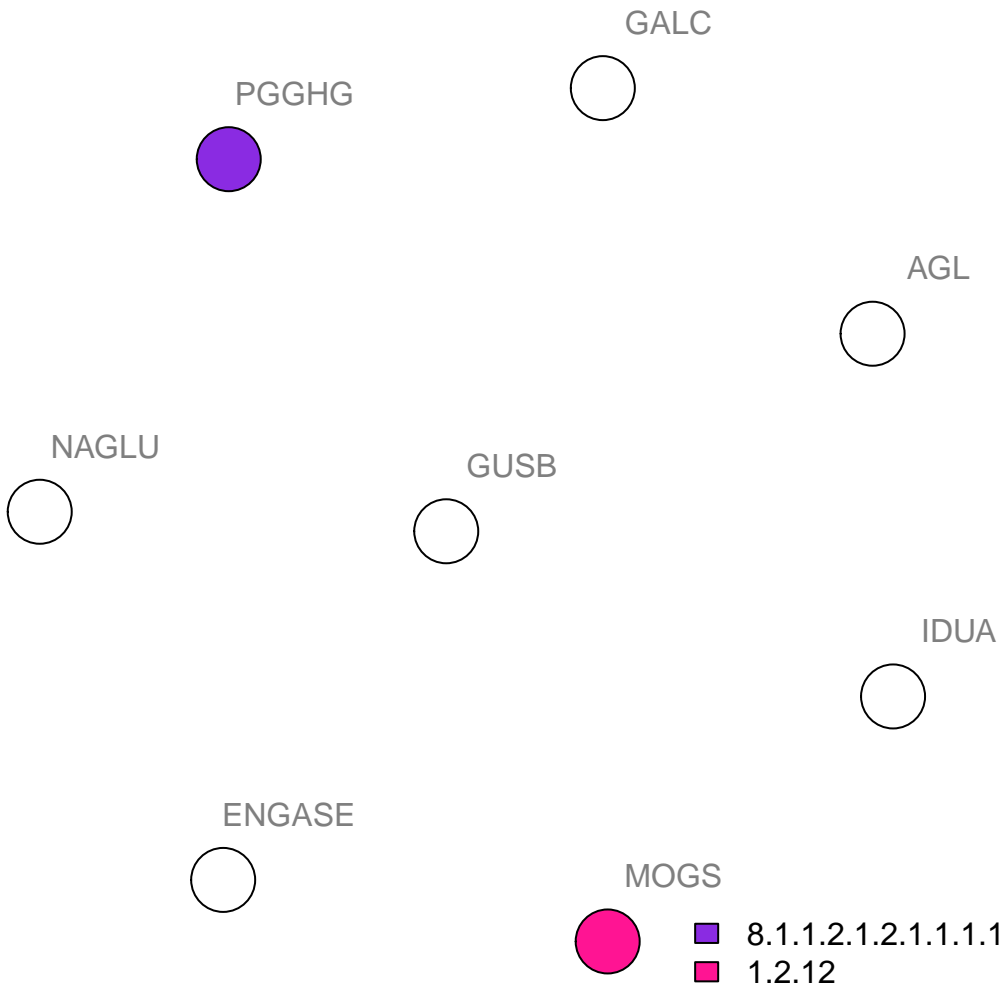 GALC
PGGHG
AGL
NAGLU
GUSB
IDUA
ENGASE
MOGS
8.1.1.2.1.2.1.1.1.1
1.2.12